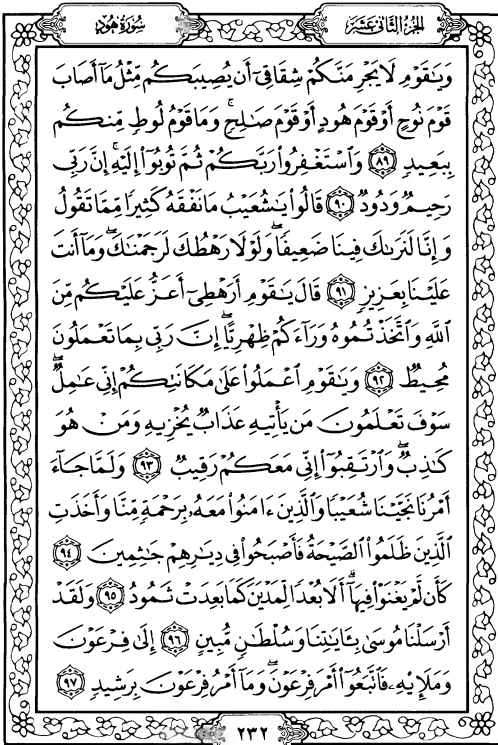 الجزء الثاني عشر
سورة هود
وَيَٰقَوْمِ لَا يَجْرِمَنَّكُمْ شِقَاقِىٓ أَن يُصِيبَكُم مِّثْلُ مَآ أَصَابَ
قَوْمَ نُوحٍ أَوْ قَوْمَ هُودٍ أَوْ قَوْمَ صَٰلِحٍ ۚ وَمَا قَوْمُ لُوطٍ مِّنكُم
بِبَعِيدٍ ٨٩ وَٱسْتَغْفِرُوا۟ رَبَّكُمْ ثُمَّ تُوبُوٓا۟ إِلَيْهِ ۚ إِنَّ رَبِّى
رَحِيمٌ وَدُودٌ ٩٠ قَالُوا۟ يَٰشُعَيْبُ مَا نَفْقَهُ كَثِيرًا مِّمَّا تَقُولُ
وَإِنَّا لَنَرَىٰكَ فِينَا ضَعِيفًا ۖ وَلَوْلَا رَهْطُكَ لَرَجَمْنَٰكَ ۖ وَمَآ أَنتَ
عَلَيْنَا بِعَزِيزٍ ٩١ قَالَ يَٰقَوْمِ أَرَهْطِىٓ أَعَزُّ عَلَيْكُم مِّنَ
ٱللَّهِ وَٱتَّخَذْتُمُوهُ وَرَآءَكُمْ ظِهْرِيًّا ۖ إِنَّ رَبِّى بِمَا تَعْمَلُونَ
مُحِيطٌ ٩٢ وَيَٰقَوْمِ ٱعْمَلُوا۟ عَلَىٰ مَكَانَتِكُمْ إِنِّى عَٰمِلٌ ۖ
سَوْفَ تَعْلَمُونَ مَن يَأْتِيهِ عَذَابٌ يُخْزِيهِ وَمَنْ هُوَ
كَٰذِبٌ ۖ وَٱرْتَقِبُوٓا۟ إِنِّى مَعَكُمْ رَقِيبٌ ٩٣ وَلَمَّا جَآءَ
أَمْرُنَا نَجَّيْنَا شُعَيْبًا وَٱلَّذِينَ ءَامَنُوا۟ مَعَهُۥ بِرَحْمَةٍ مِّنَّا وَأَخَذَتِ
ٱلَّذِينَ ظَلَمُوا۟ ٱلصَّيْحَةُ فَأَصْبَحُوا۟ فِى دِيَٰرِهِمْ جَٰثِمِينَ ٩٤
كَأَن لَّمْ يَغْنَوْا۟ فِيهَآ ۗ أَلَا بُعْدًا لِّمَدْيَنَ كَمَا بَعِدَتْ ثَمُودُ ٩٥ وَلَقَدْ
أَرْسَلْنَا مُوسَىٰ بِـَٔايَٰتِنَا وَسُلْطَٰنٍ مُّبِينٍ ٩٦ إِلَىٰ فِرْعَوْنَ
وَمَلَإِي۟هِۦ فَٱتَّبَعُوٓا۟ أَمْرَ فِرْعَوْنَ ۖ وَمَآ أَمْرُ فِرْعَوْنَ بِرَشِيدٍ ٩٧
٢٣٢